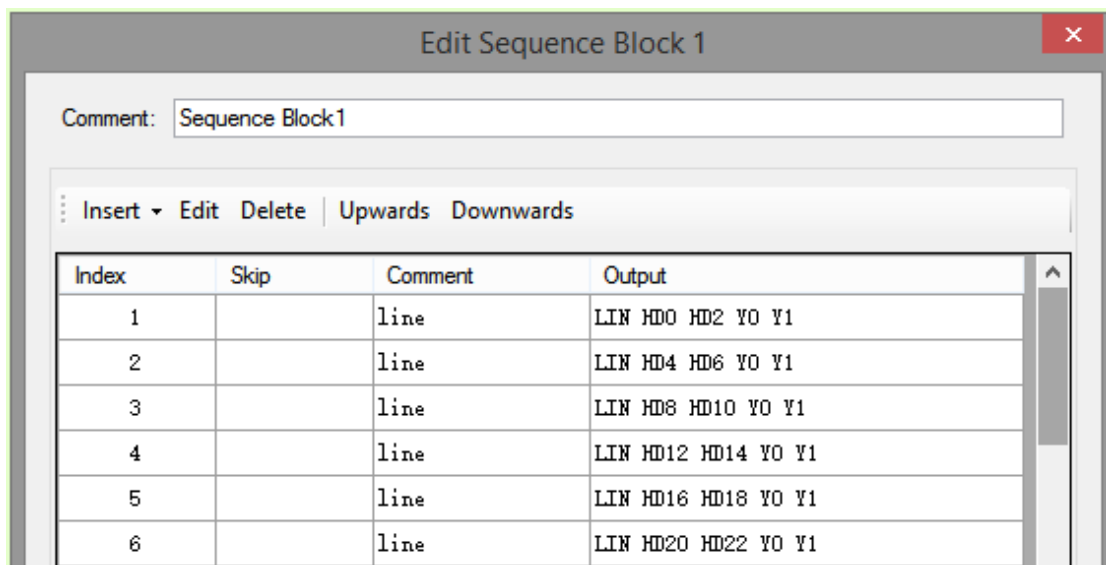 Edit Sequence Block 1
Comment: Sequence Block1
Insert Edit Delete Upwards Downwards
Index Skip Comment Output
1 line LIN HD0 HD2 Y0 Y1
2 line LIN HD4 HD6 Y0 Y1
3 line LIN HD8 HD10 Y0 Y1
4 line LIN HD12 HD14 Y0 Y1
5 line LIN HD16 HD18 Y0 Y1
6 line LIN HD20 HD22 Y0 Y1